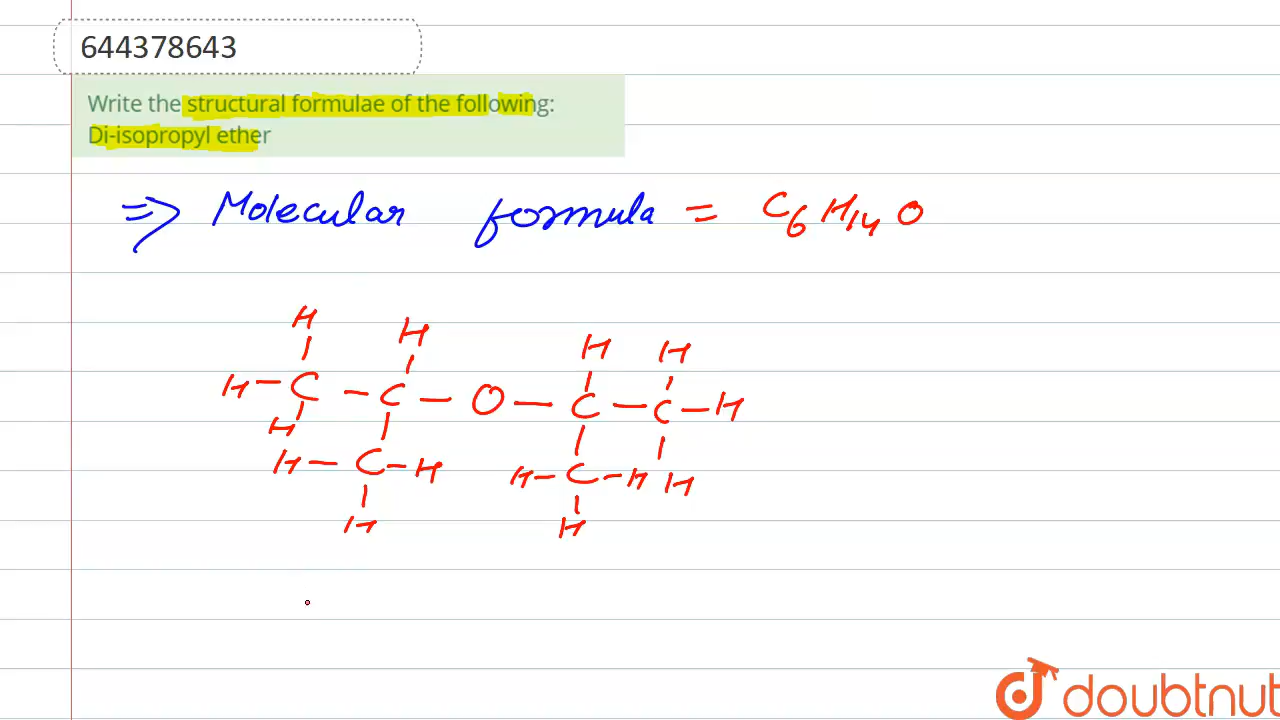 644378643
Write the structural formulae of the following:
Di-isopropyl ether
⇒ Molecular formula = C6H14O
H H H H
H-C-C-O-C-C-H
H H-C-H H-C-H H
H H
doubtnut